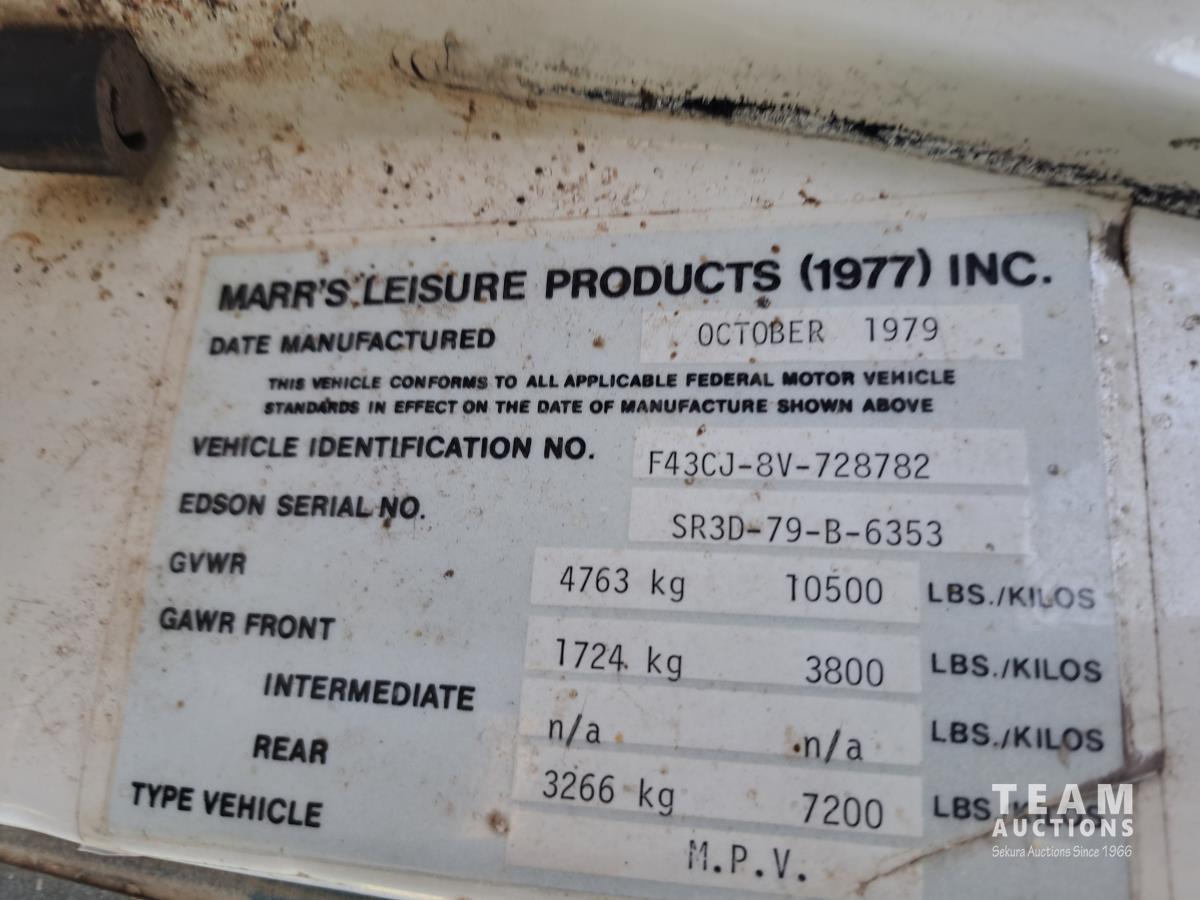 MARR'S LEISURE PRODUCTS (1977) INC.
DATE MANUFACTURED OCTOBER 1979
THIS VEHICLE CONFORMS TO ALL APPLICABLE FEDERAL MOTOR VEHICLE
STANDARDS IN EFFECT ON THE DATE OF MANUFACTURE SHOWN ABOVE
VEHICLE IDENTIFICATION NO. F43CJ-8V-728782
EDSON SERIAL NO. SR3D-79-B-6353
GVWR 4763 kg 10500 LBS./KILOS
GAWR FRONT 1724 kg 3800 LBS./KILOS
INTERMEDIATE n/a n/a LBS./KILOS
REAR 3266 kg 7200 LBS./KILOS
TYPE VEHICLE M.P.V.
TEAM
AUCTIONS
Sekura Auctions Since 1966